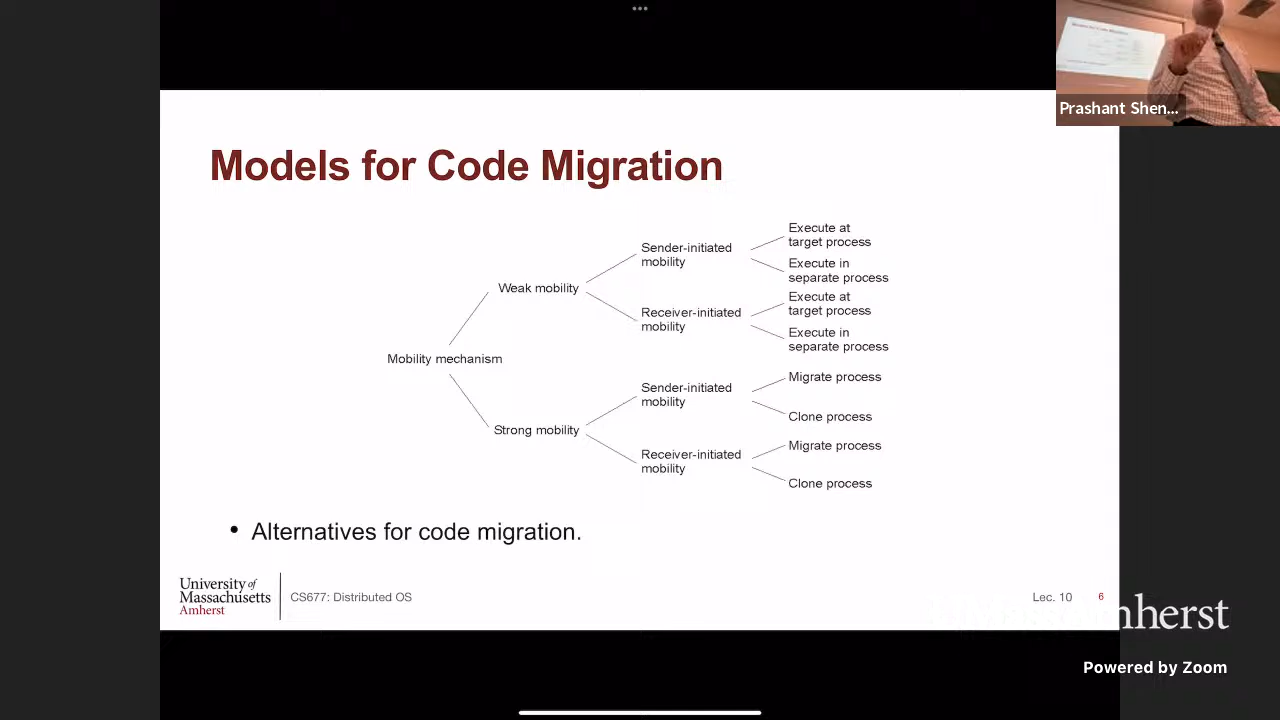 Prashant Shen...
Models for Code Migration
Execute at
target process
Sender-initiated
mobility
Execute in
separate process
Weak mobility
Execute at
target process
Receiver-initiated
mobility
Execute in
separate process
Mobility mechanism
Migrate process
Sender-initiated
mobility
Clone process
Strong mobility
Migrate process
Receiver-initiated
mobility
Clone process
• Alternatives for code migration.
University of
Massachusetts
Amherst
CS677: Distributed OS
Lec. 10
6
UMassAmherst
Powered by Zoom